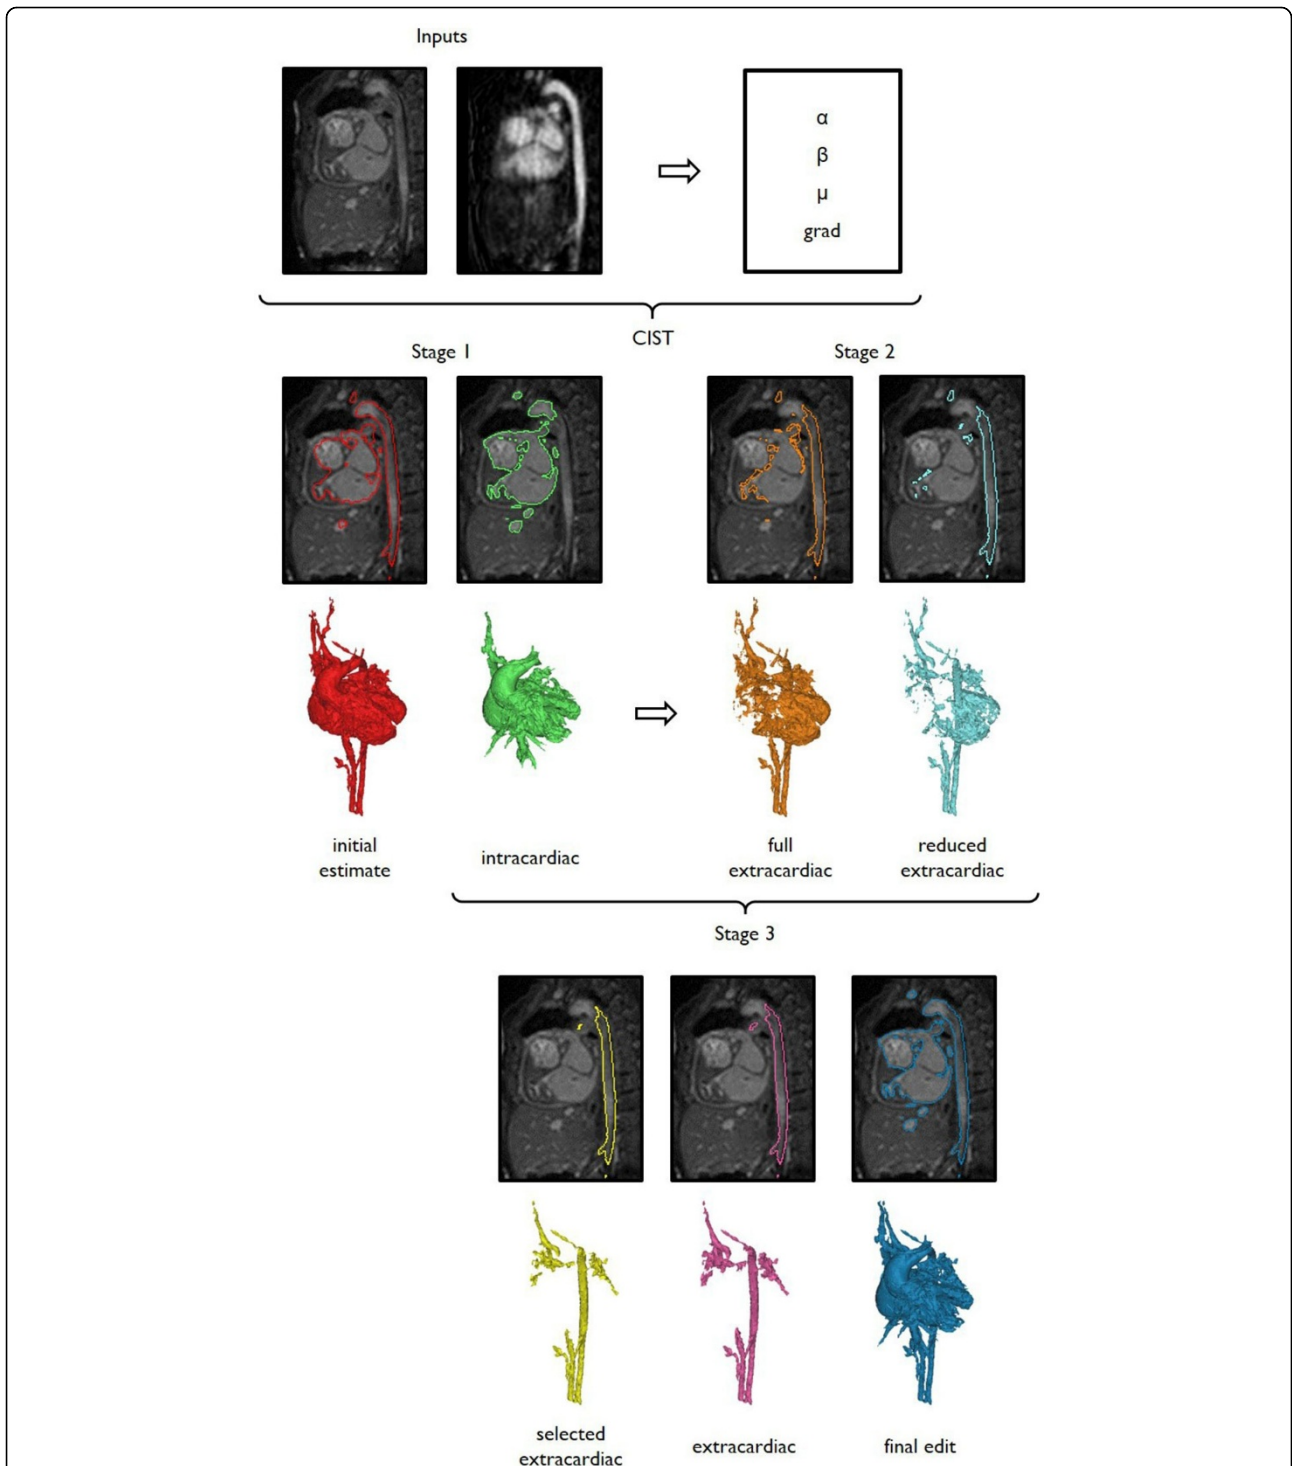 Inputs
α
β
μ
grad
CIST
Stage 1
Stage 2
initial
estimate
intracardiac
full
extracardiac
reduced
extracardiac
Stage 3
selected
extracardiac
extracardiac
final edit